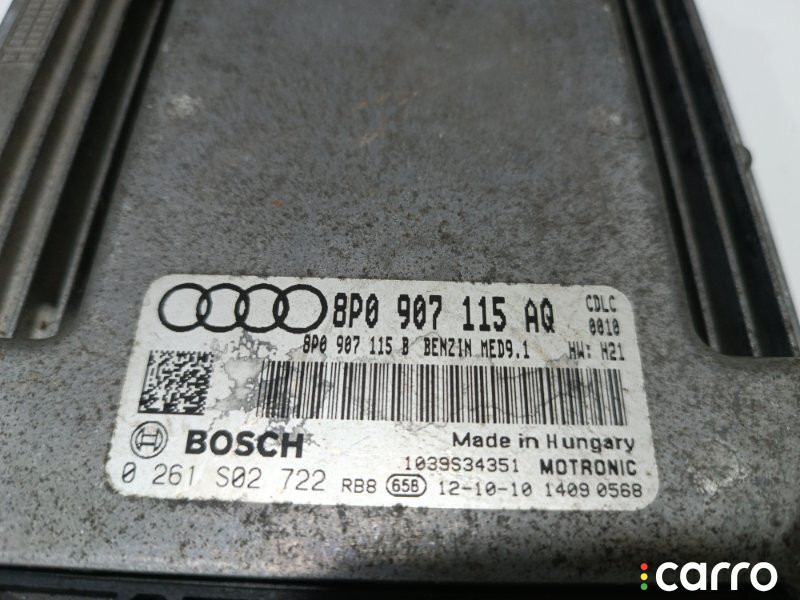 8P0 907 115 AQ CDLC
0010
8P0 907 115 B BENZIN MED9.1 HW: H21
BOSCH Made in Hungary
1039S34351 MOTRONIC
0 261 S02 722 RB8 658 12-10-10 1409 0568
carro